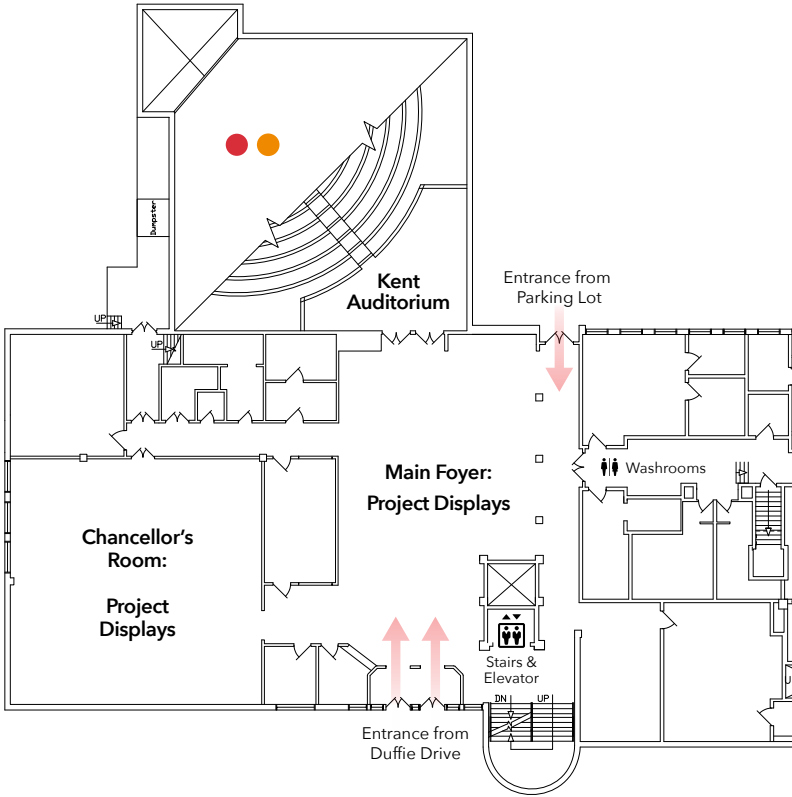 Dumpster
Kent
Auditorium
Entrance from
Parking Lot
UP
UP
Main Foyer:
Project Displays
Washrooms
Chancellor's
Room:
Project
Displays
Stairs &
Elevator
DN
UP
Entrance from
Duffie Drive